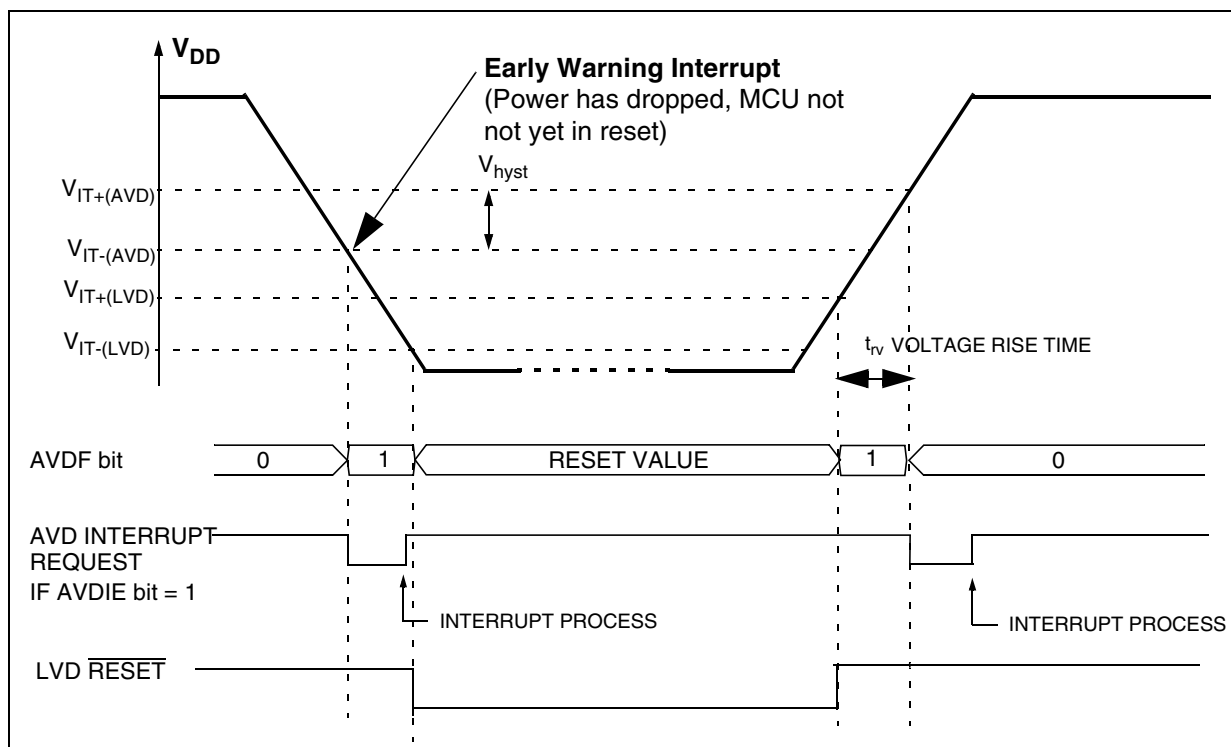 VDD
Early Warning Interrupt
(Power has dropped, MCU not
not yet in reset)
Vhyst
VIT+(AVD)
VIT-(AVD)
VIT+(LVD)
VIT-(LVD)
trv VOLTAGE RISE TIME
AVDF bit
0
1
RESET VALUE
1
0
AVD INTERRUPT
REQUEST
IF AVDIE bit = 1
INTERRUPT PROCESS
INTERRUPT PROCESS
LVD RESET